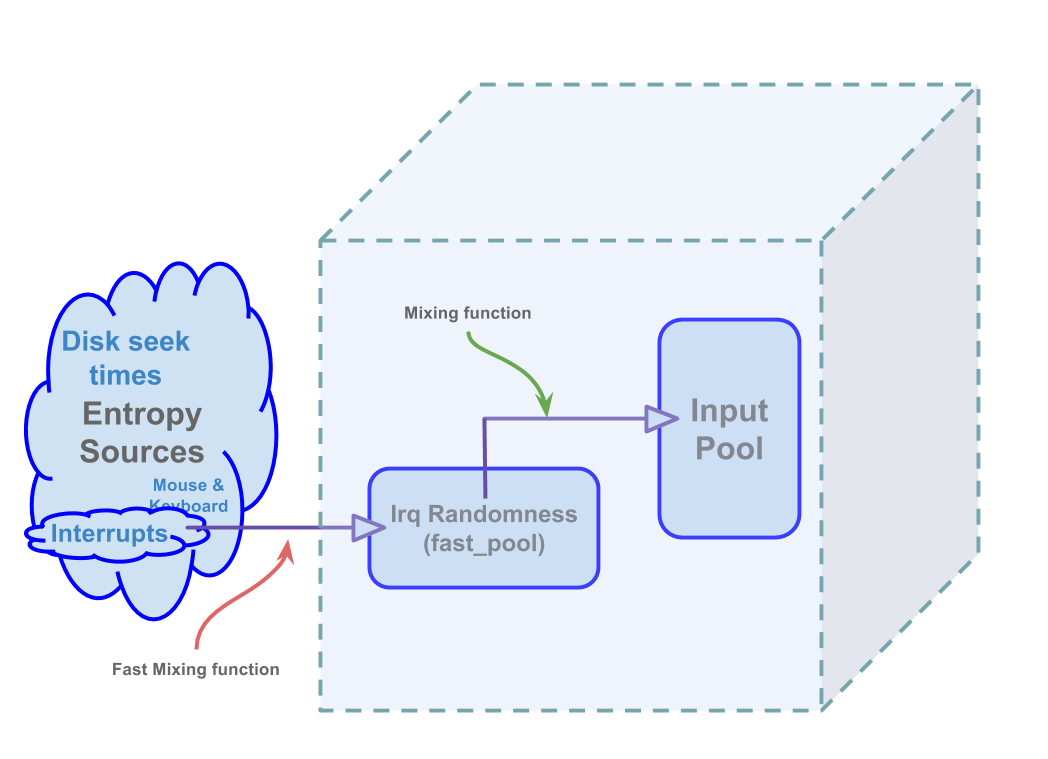 Mixing function
Disk seek
times
Entropy
Sources
Mouse &
Keyboard
Interrupts
Input
Pool
Irq Randomness
(fast_pool)
Fast Mixing function